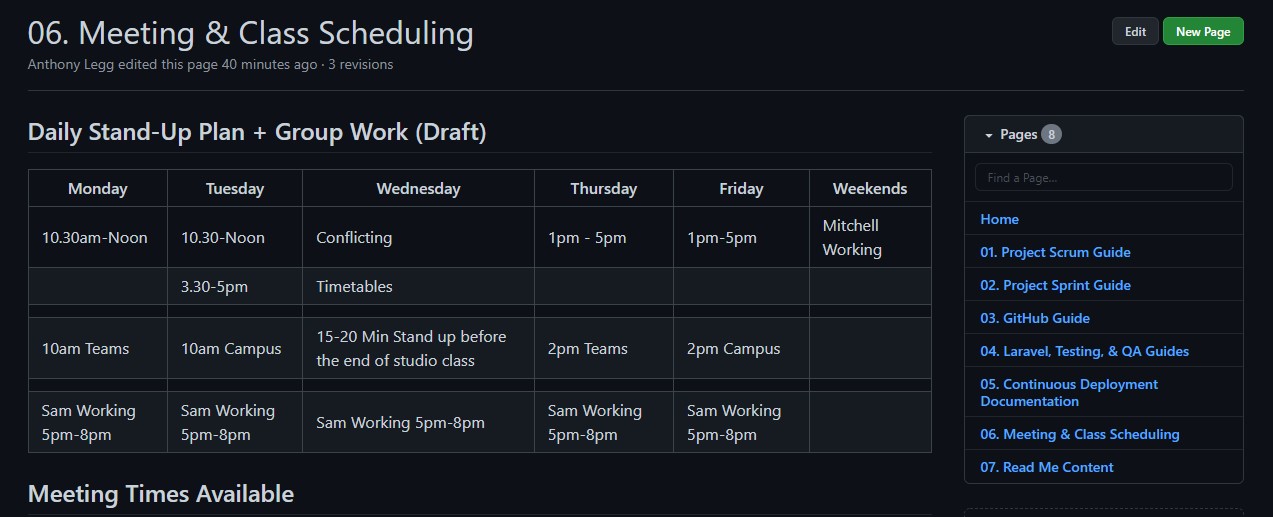 06. Meeting & Class Scheduling
Edit
New Page
Anthony Legg edited this page 40 minutes ago · 3 revisions
Daily Stand-Up Plan + Group Work (Draft)
Monday
Tuesday
Wednesday
Thursday
Friday
Weekends
10.30am-Noon
10.30-Noon
Conflicting
1pm - 5pm
1pm-5pm
Mitchell
Working
3.30-5pm
Timetables
10am Teams
10am Campus
15-20 Min Stand up before
the end of studio class
2pm Teams
2pm Campus
Sam Working
5pm-8pm
Sam Working
5pm-8pm
Sam Working 5pm-8pm
Sam Working
5pm-8pm
Sam Working
5pm-8pm
Meeting Times Available
Pages 8
Find a Page...
Home
01. Project Scrum Guide
02. Project Sprint Guide
03. GitHub Guide
04. Laravel, Testing, & QA Guides
05. Continuous Deployment
Documentation
06. Meeting & Class Scheduling
07. Read Me Content